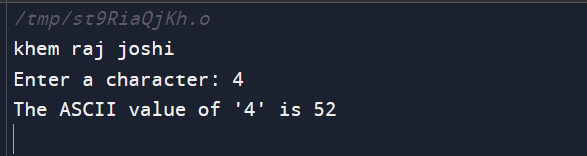 /tmp/st9RiaQjKh.o
khem raj joshi
Enter a character: 4
The ASCII value of '4' is 52